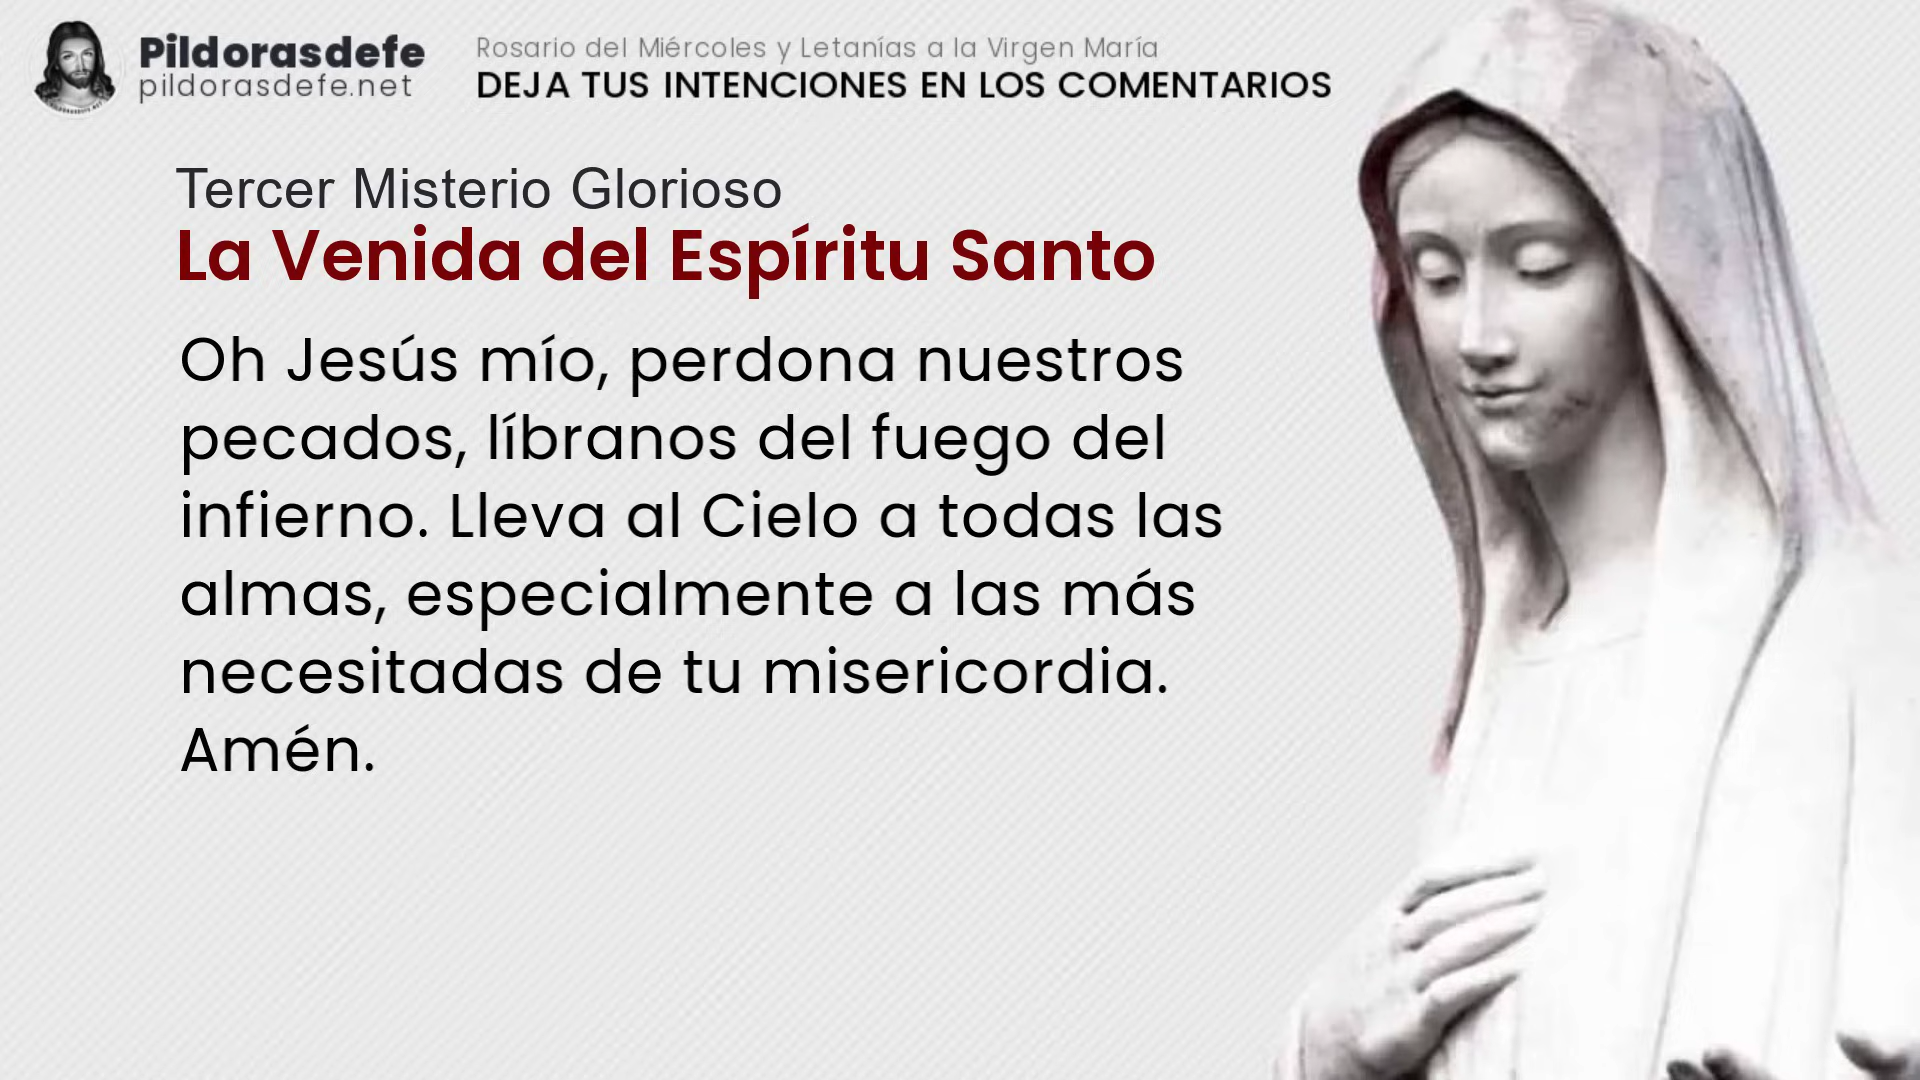 Pildorasdefe
pildorasdefe.net
Rosario del Miércoles y Letanías a la Virgen María
DEJA TUS INTENCIONES EN LOS COMENTARIOS
Tercer Misterio Glorioso
La Venida del Espíritu Santo
Oh Jesús mío, perdona nuestros
pecados, líbranos del fuego del
infierno. Lleva al Cielo a todas las
almas, especialmente a las más
necesitadas de tu misericordia.
Amén.